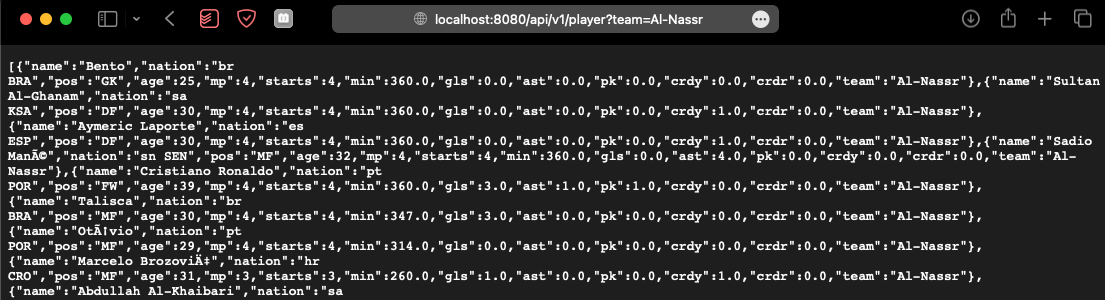 localhost:8080/api/v1/player?team=Al-Nassr
[{"name":"Bento","nation":"br
BRA","pos":"GK","age":25,"mp":4,"starts":4,"min":360.0,"gls":0.0,"ast":0.0,"pk":0.0,"crdy":0.0,"crdr":0.0,"team":"Al-Nassr"},{"name":"Sultan
Al-Ghanam","nation":"sa
KSA","pos":"DF","age":30,"mp":4,"starts":4,"min":360.0,"gls":0.0,"ast":0.0,"pk":0.0,"crdy":1.0,"crdr":0.0,"team":"Al-Nassr"},
{"name":"Aymeric Laporte","nation":"es
ESP","pos":"DF","age":30,"mp":4,"starts":4,"min":360.0,"gls":0.0,"ast":0.0,"pk":0.0,"crdy":1.0,"crdr":0.0,"team":"Al-Nassr"},{"name":"Sadio
ManÃ©","nation":"sn SEN","pos":"MF","age":32,"mp":4,"starts":4,"min":360.0,"gls":0.0,"ast":4.0,"pk":0.0,"crdy":0.0,"crdr":0.0,"team":"Al-
Nassr"},{"name":"Cristiano Ronaldo","nation":"pt
POR","pos":"FW","age":39,"mp":4,"starts":4,"min":360.0,"gls":3.0,"ast":1.0,"pk":1.0,"crdy":0.0,"crdr":0.0,"team":"Al-Nassr"},
{"name":"Talisca","nation":"br
BRA","pos":"MF","age":30,"mp":4,"starts":4,"min":347.0,"gls":3.0,"ast":0.0,"pk":0.0,"crdy":0.0,"crdr":0.0,"team":"Al-Nassr"},
{"name":"OtÃ¡vio","nation":"pt
POR","pos":"MF","age":29,"mp":4,"starts":4,"min":314.0,"gls":0.0,"ast":0.0,"pk":0.0,"crdy":0.0,"crdr":0.0,"team":"Al-Nassr"},
{"name":"Marcelo BrozoviÄ‡","nation":"hr
CRO","pos":"MF","age":31,"mp":3,"starts":3,"min":260.0,"gls":1.0,"ast":0.0,"pk":0.0,"crdy":1.0,"crdr":0.0,"team":"Al-Nassr"},
{"name":"Abdullah Al-Khaibari","nation":"sa